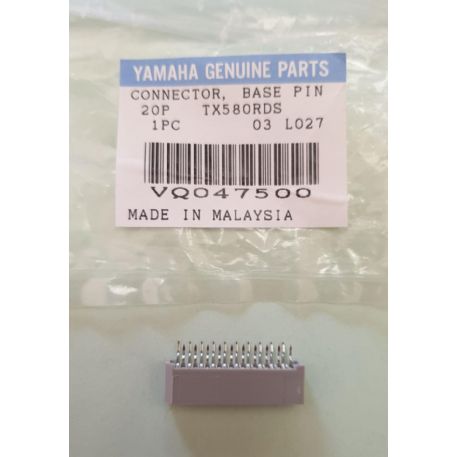 YAMAHA GENUINE PARTS
CONNECTOR, BASE PIN
20P TX580RDS
1PC 03 L027
VQ047500
MADE IN MALAYSIA